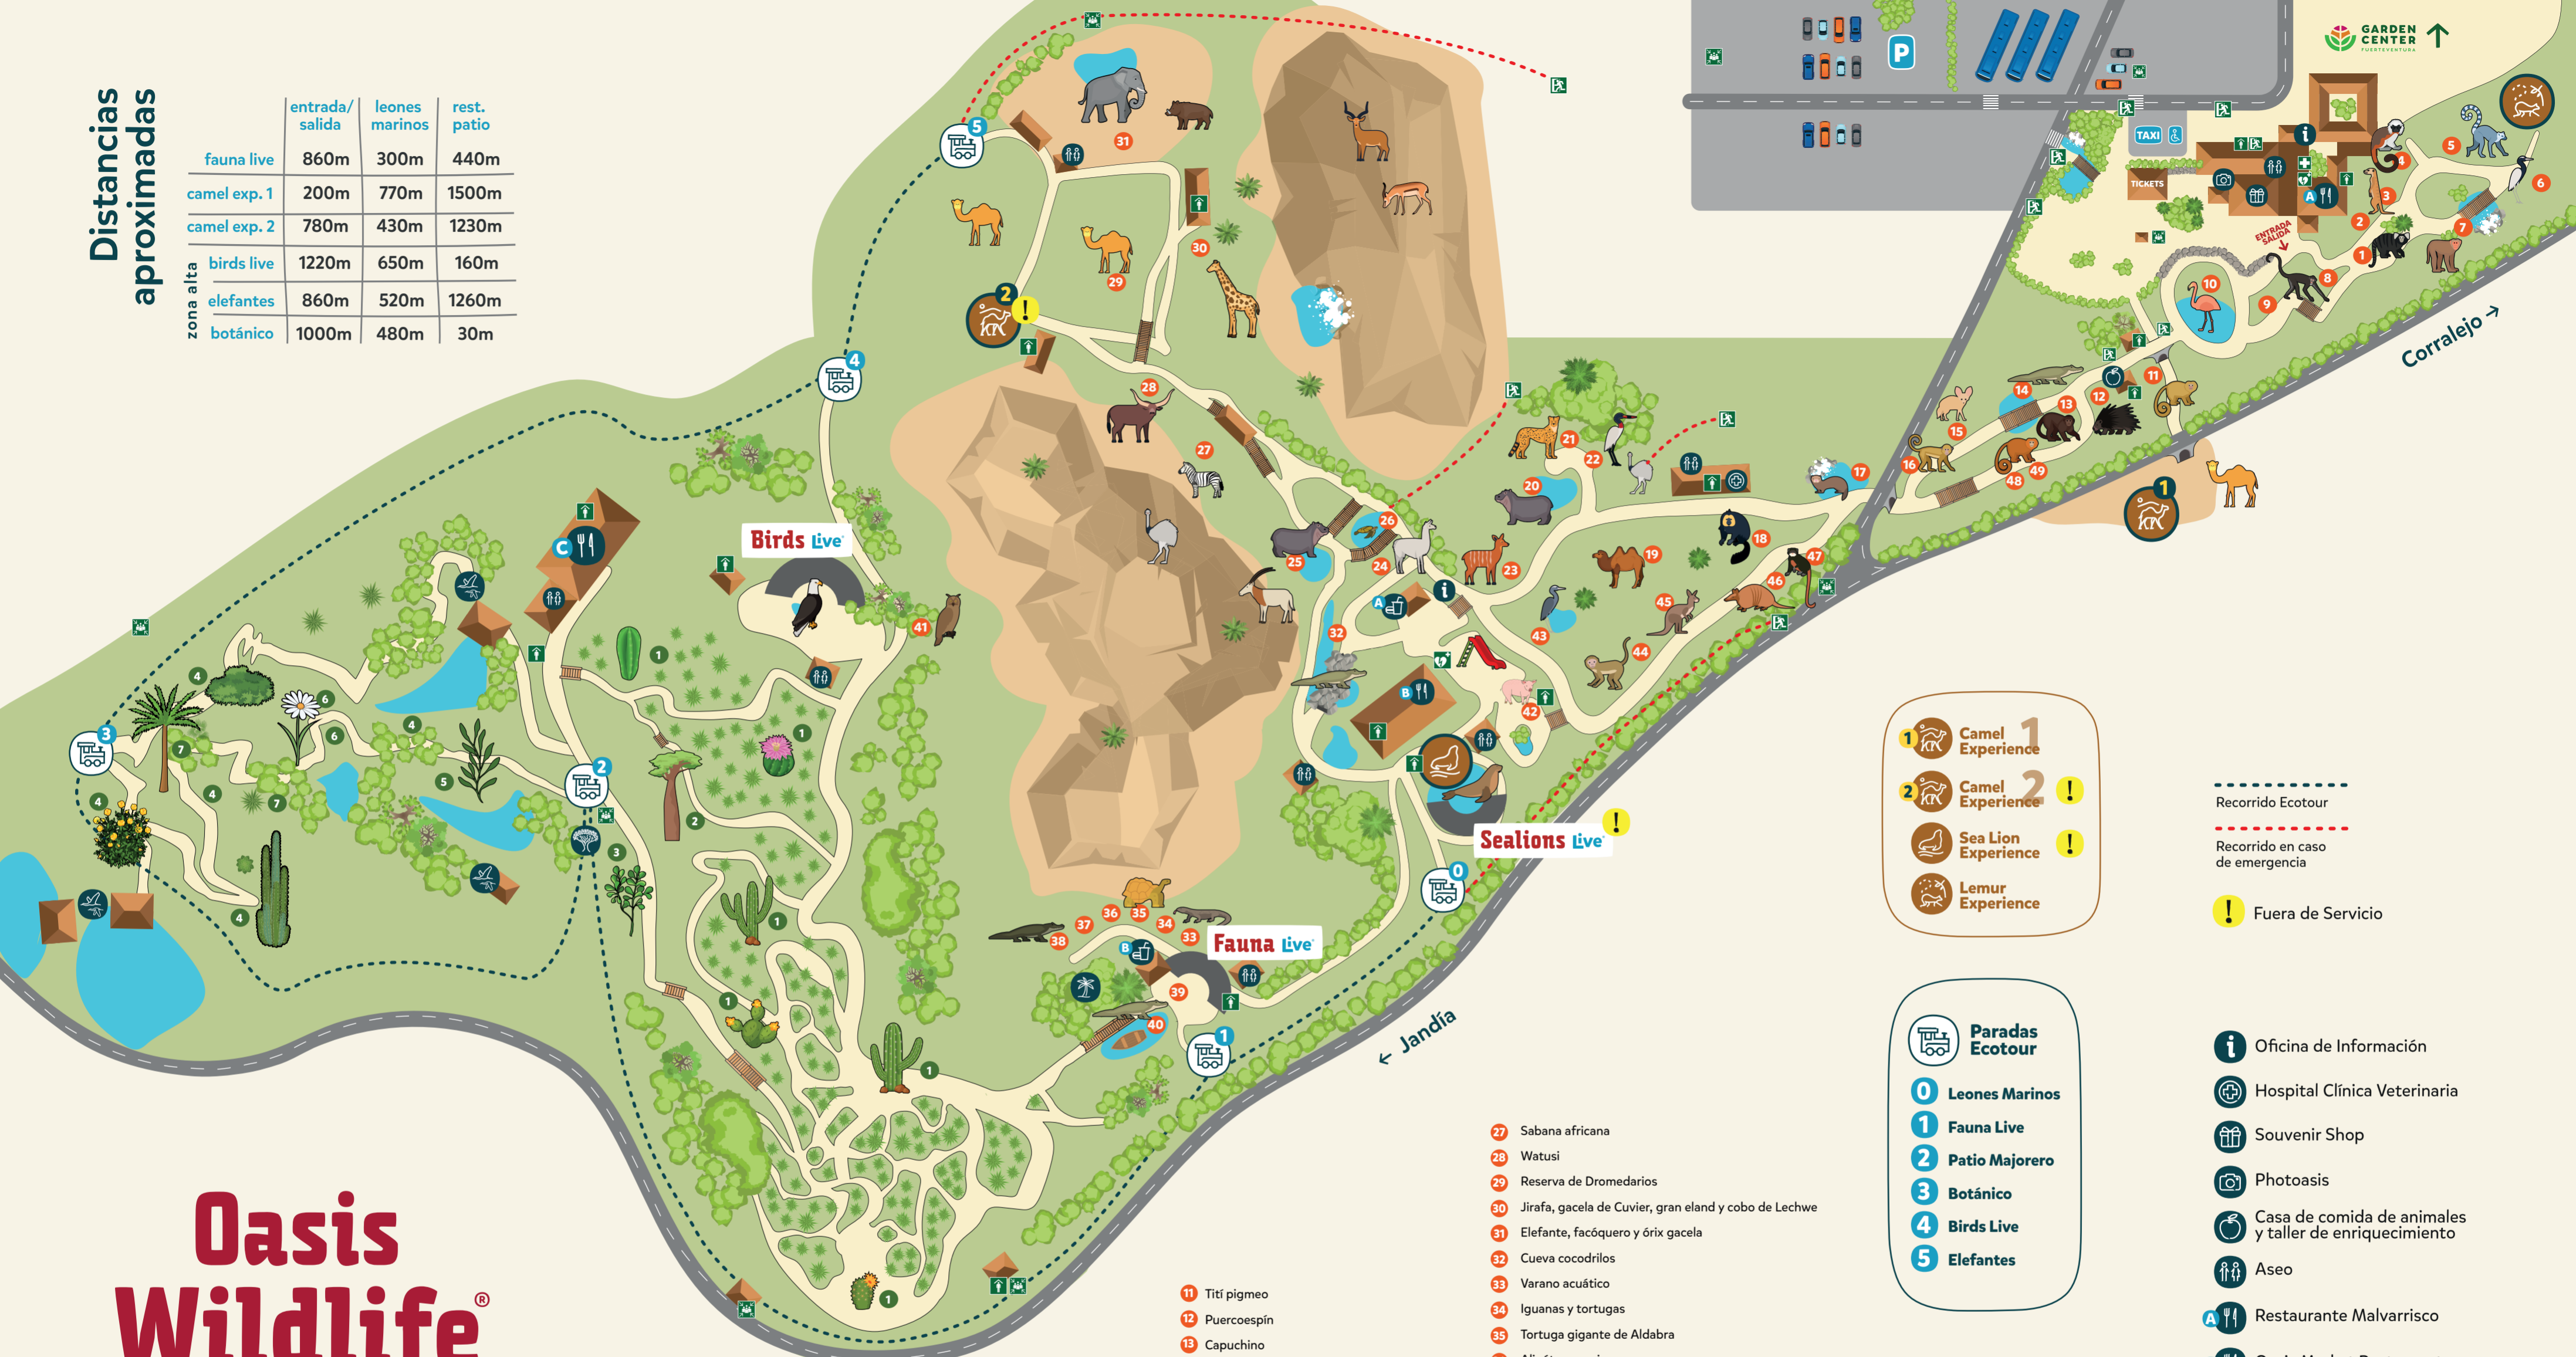 Distancias
aproximadas
entrada/
salida
leones
marinos
rest.
patio
fauna live 860m 300m 440m
camel exp. 1 200m 770m 1500m
camel exp. 2 780m 430m 1230m
zona alta
birds live 1220m 650m 160m
elefantes 860m 520m 1260m
botánico 1000m 480m 30m
P
TAXI
TICKETS
ENTRADA
SALIDA
GARDEN
CENTER
FUERTEVENTURA
Corralejo
Jandía
Birds Live
Sealions Live
Fauna Live
Camel
Experience 1
Camel
Experience 2
Sea Lion
Experience
Lemur
Experience
Recorrido Ecotour
Recorrido en caso
de emergencia
! Fuera de Servicio
Paradas
Ecotour
0 Leones Marinos
1 Fauna Live
2 Patio Majorero
3 Botánico
4 Birds Live
5 Elefantes
i Oficina de Información
Hospital Clínica Veterinaria
Souvenir Shop
Photoasis
Casa de comida de animales
y taller de enriquecimiento
Aseo
A Restaurante Malvarrisco
11 Tití pigmeo
12 Puercoespín
13 Capuchino
27 Sabana africana
28 Watusi
29 Reserva de Dromedarios
30 Jirafa, gacela de Cuvier, gran eland y cobo de Lechwe
31 Elefante, facóquero y órix gacela
32 Cueva cocodrilos
33 Varano acuático
34 Iguanas y tortugas
35 Tortuga gigante de Aldabra
Oasis
Wildlife®